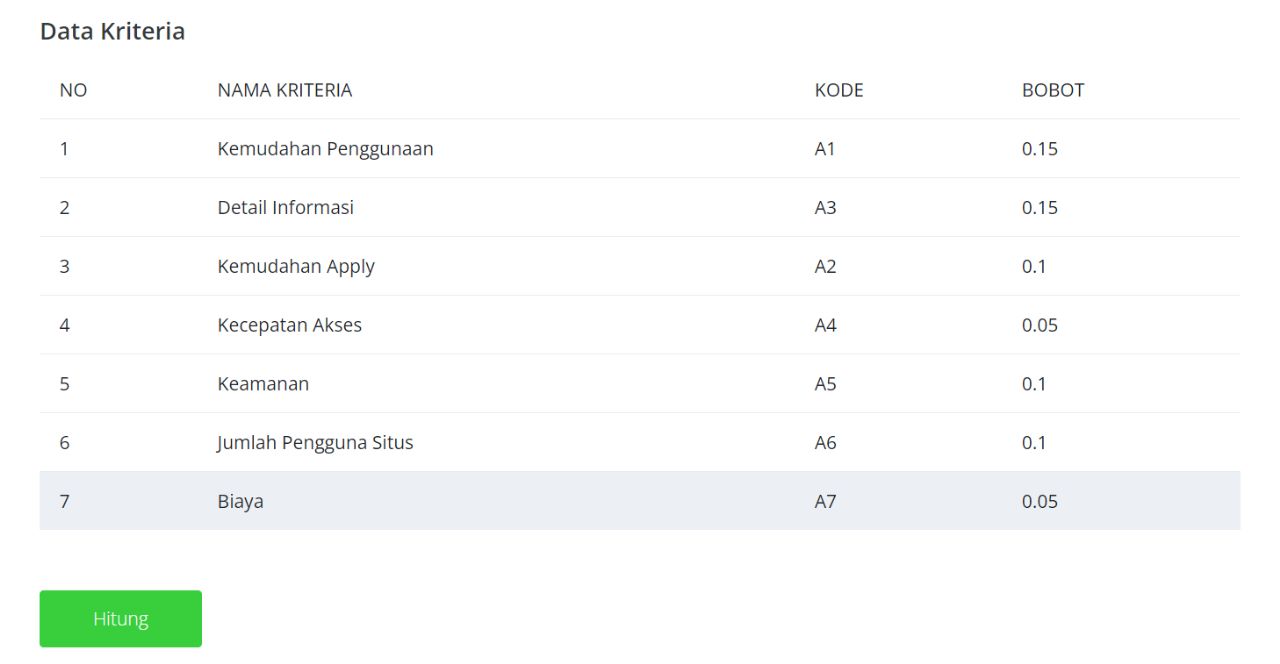 Data Kriteria
NO NAMA KRITERIA KODE BOBOT
1 Kemudahan Penggunaan A1 0.15
2 Detail Informasi A3 0.15
3 Kemudahan Apply A2 0.1
4 Kecepatan Akses A4 0.05
5 Keamanan A5 0.1
6 Jumlah Pengguna Situs A6 0.1
7 Biaya A7 0.05
Hitung